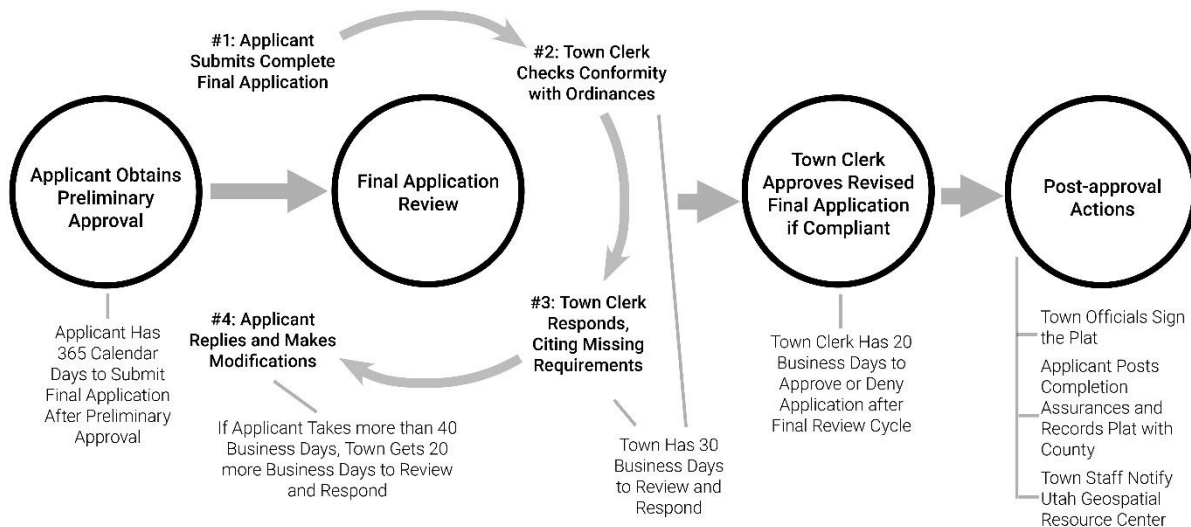 #1: Applicant
Submits Complete
Final Application
#2: Town Clerk
Checks Conformity
with Ordinances
Applicant Obtains
Preliminary
Approval
Final Application
Review
Town Clerk
Approves Revised
Final Application
if Compliant
Post-approval
Actions
#4: Applicant
Replies and Makes
Modifications
#3: Town Clerk
Responds,
Citing Missing
Requirements
Applicant Has
365 Calendar
Days to Submit
Final Application
After Preliminary
Approval
If Applicant Takes more than 40
Business Days, Town Gets 20
more Business Days to Review
and Respond
Town Has 30
Business Days
to Review and
Respond
Town Clerk Has 20
Business Days to
Approve or Deny
Application after
Final Review Cycle
Town Officials Sign
the Plat
Applicant Posts
Completion
Assurances and
Records Plat with
County
Town Staff Notify
Utah Geospatial
Resource Center